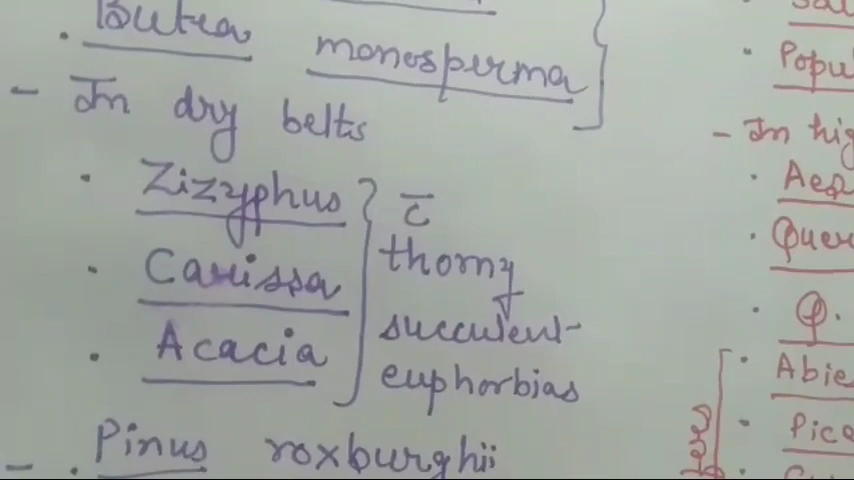 · Butea monosperma
- In dry belts
· Zizyphus
· Carissa
· Acacia
c̄
thorny
succulent
euphorbias
- · Pinus roxburghii
· Popu
- In hig
· Aes
· Quer
· Q.
· Abie
· Pice